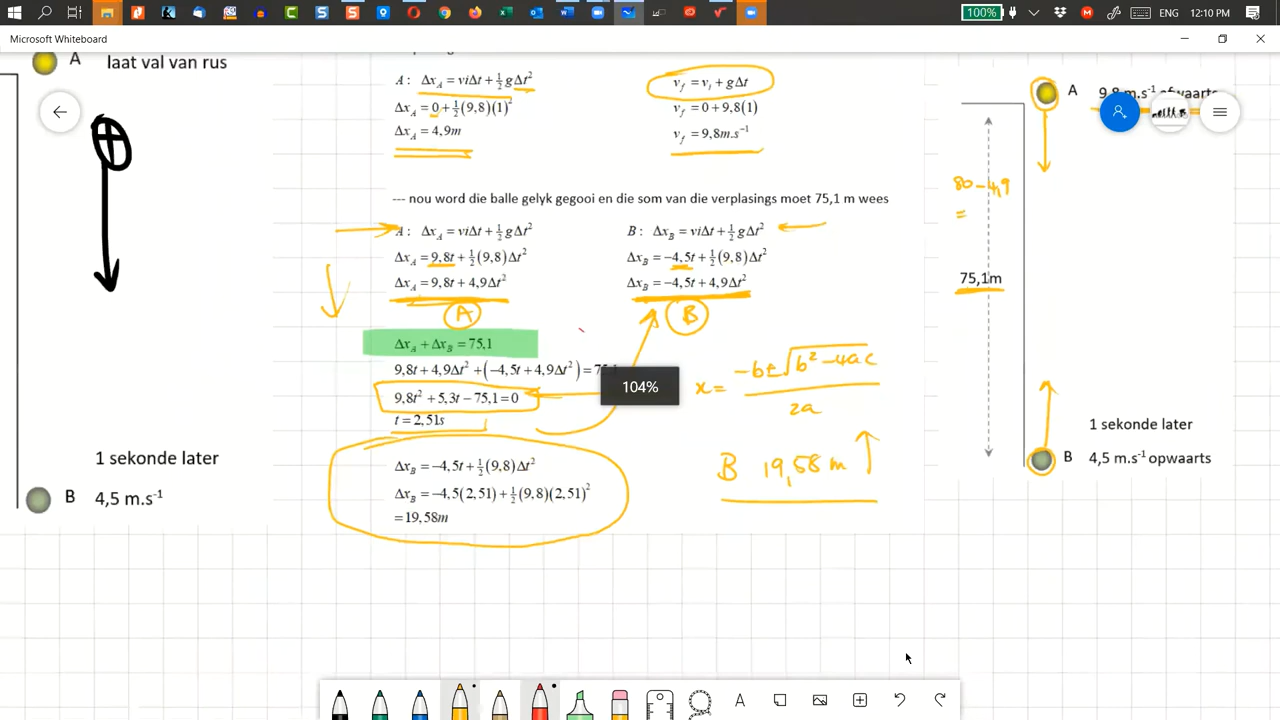 100%
ENG
12:10 PM
Microsoft Whiteboard
A laat val van rus
1 sekonde later
B 4,5 m.s⁻¹
A: Δx_A = viΔt + ½gΔt²
Δx_A = 0 + ½(9,8)(1)²
Δx_A = 4,9m
v_f = v_i + gΔt
v_f = 0 + 9,8(1)
v_f = 9,8m.s⁻¹
--- nou word die balle gelyk gegooi en die som van die verplasings moet 75,1 m wees
A: Δx_A = viΔt + ½gΔt²
Δx_A = 9,8t + ½(9,8)Δt²
Δx_A = 9,8t + 4,9Δt²
A
B: Δx_B = viΔt + ½gΔt²
Δx_B = -4,5t + ½(9,8)Δt²
Δx_B = -4,5t + 4,9Δt²
B
Δx_A + Δx_B = 75,1
9,8t + 4,9Δt² + (-4,5t + 4,9Δt²) = 75,1
9,8t² + 5,3t - 75,1 = 0
t = 2,51s
Δx_B = -4,5t + ½(9,8)Δt²
Δx_B = -4,5(2,51) + ½(9,8)(2,51)²
= 19,58m
104%
x = (-b ± √(b² - 4ac)) / 2a
B 19,58 m
A 9,8 m.s⁻¹ afwaarts
80 - 4,9
=
75,1m
1 sekonde later
B 4,5 m.s⁻¹ opwaarts
A